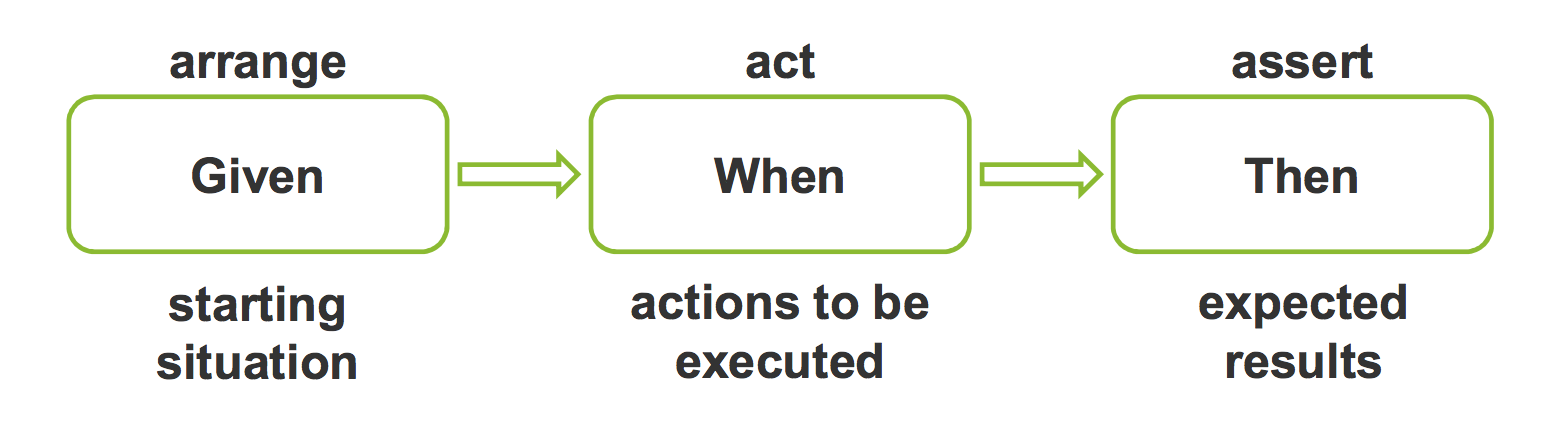 arrange
Given
starting
situation
act
When
actions to be
executed
assert
Then
expected
results